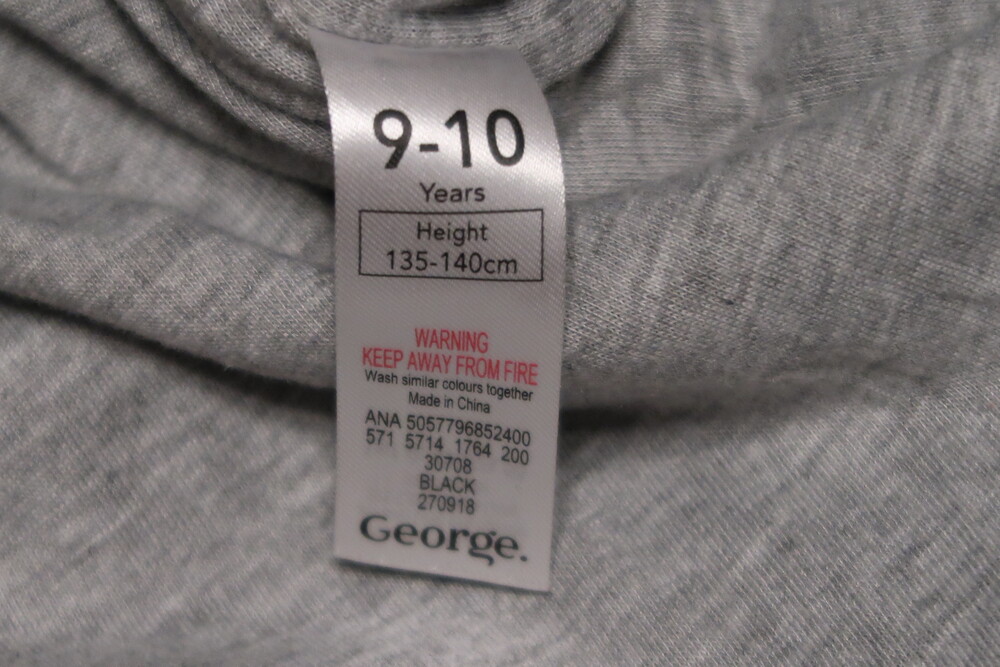 9-10
Years
Height
135-140cm
WARNING
KEEP AWAY FROM FIRE
Wash similar colours together
Made in China
ANA 5057796852400
571 5714 1764 200
30708
BLACK
270918
George.